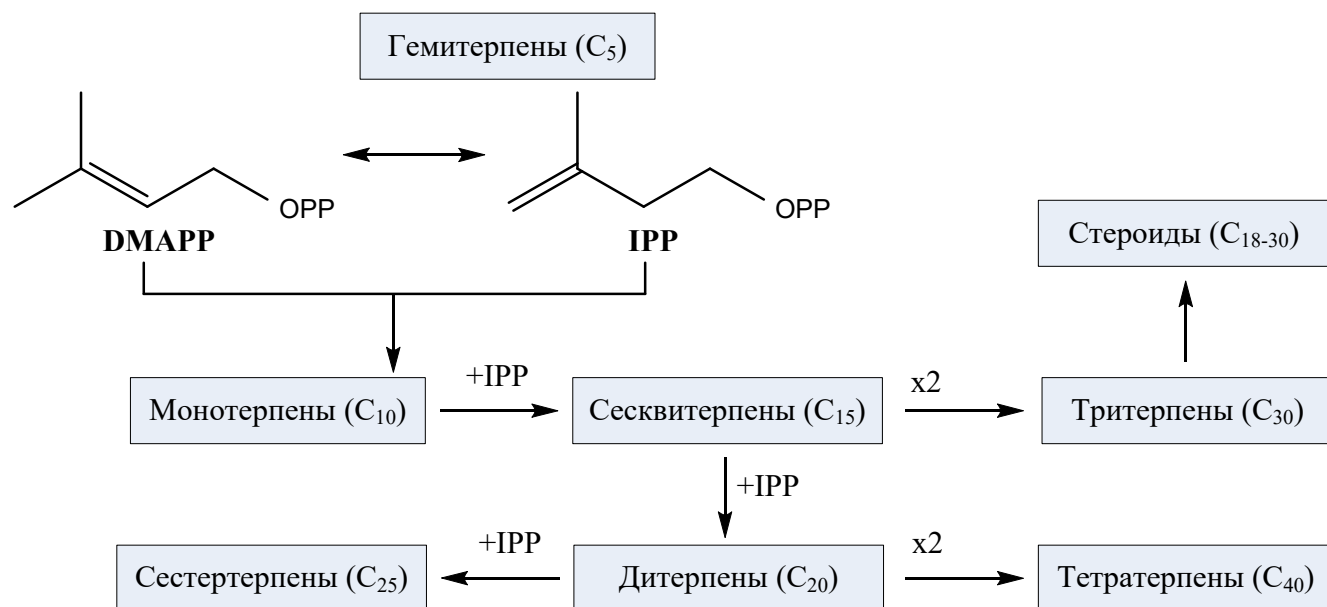 Гемитерпены (C5)
OPP
DMAPP
OPP
IPP
Стероиды (C18-30)
Монотерпены (C10)
+IPP
Сесквитерпены (C15)
x2
Тритерпены (C30)
+IPP
Сестертерпены (C25)
+IPP
Дитерпены (C20)
x2
Тетратерпены (C40)